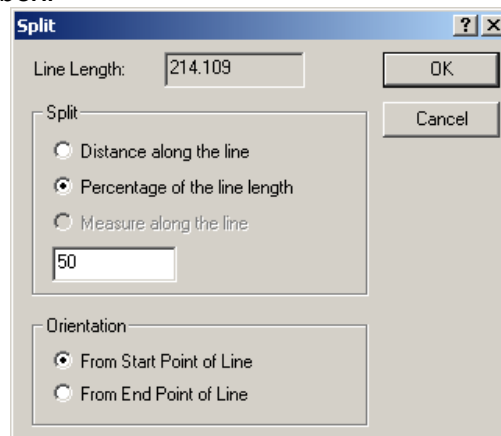 Split
Line Length: 214.109
OK
Split
Cancel
Distance along the line
Percentage of the line length
Measure along the line
50
Orientation
From Start Point of Line
From End Point of Line